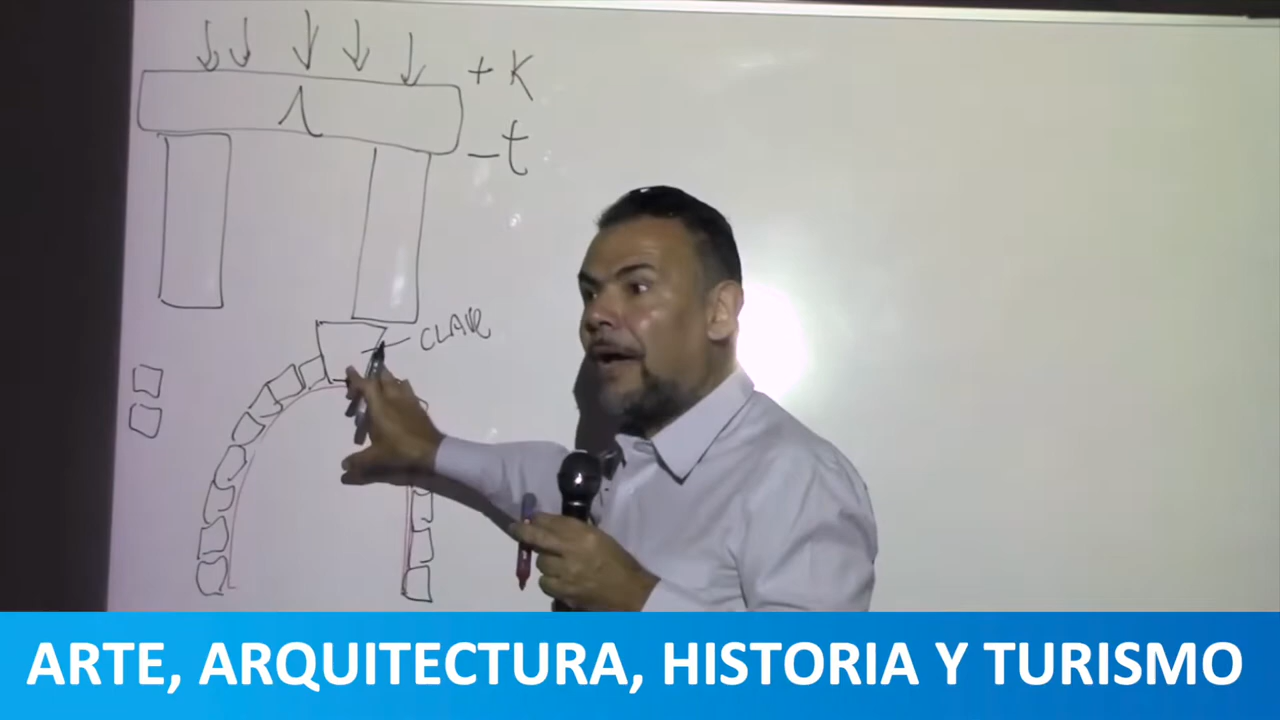 + K
- t
CLAVE
ARTE, ARQUITECTURA, HISTORIA Y TURISMO